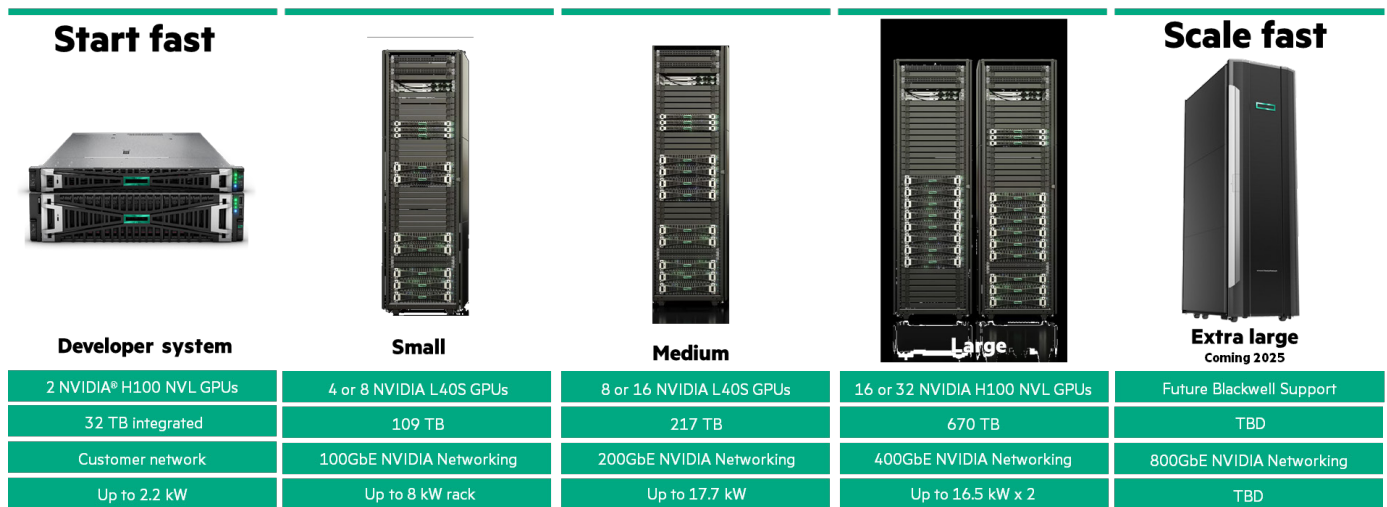 Start fast
Scale fast
Developer system
Small
Medium
Large
Extra large
Coming 2025
2 NVIDIA® H100 NVL GPUs
4 or 8 NVIDIA L40S GPUs
8 or 16 NVIDIA L40S GPUs
16 or 32 NVIDIA H100 NVL GPUs
Future Blackwell Support
32 TB integrated
109 TB
217 TB
670 TB
TBD
Customer network
100GbE NVIDIA Networking
200GbE NVIDIA Networking
400GbE NVIDIA Networking
800GbE NVIDIA Networking
Up to 2.2 kW
Up to 8 kW rack
Up to 17.7 kW
Up to 16.5 kW x 2
TBD